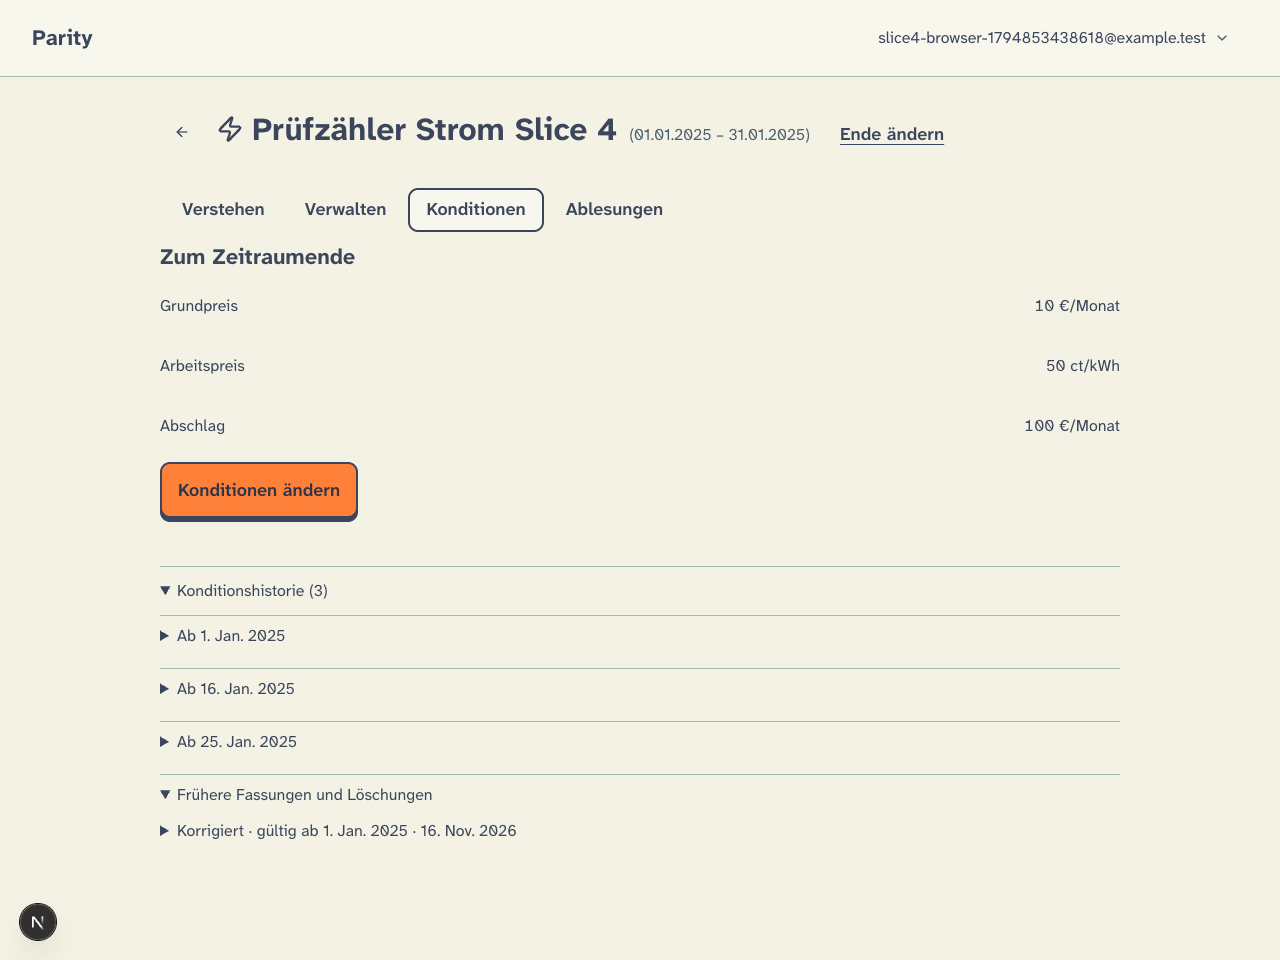 Parity
slice4-browser-1794853438618@example.test
Prüfzähler Strom Slice 4 (01.01.2025 – 31.01.2025) Ende ändern
Verstehen Verwalten Konditionen Ablesungen
Zum Zeitraumende
Grundpreis 10 €/Monat
Arbeitspreis 50 ct/kWh
Abschlag 100 €/Monat
Konditionen ändern
Konditionshistorie (3)
Ab 1. Jan. 2025
Ab 16. Jan. 2025
Ab 25. Jan. 2025
Frühere Fassungen und Löschungen
Korrigiert · gültig ab 1. Jan. 2025 · 16. Nov. 2026
N